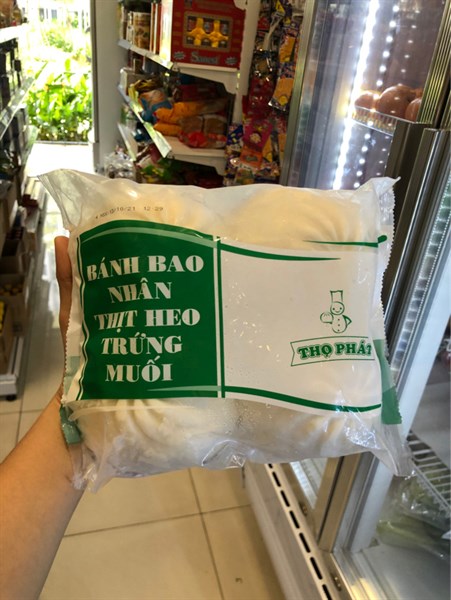 BÁNH BAO
NHÂN
THỊT HEO
TRỨNG
MUỐI
THỌ PHÁT